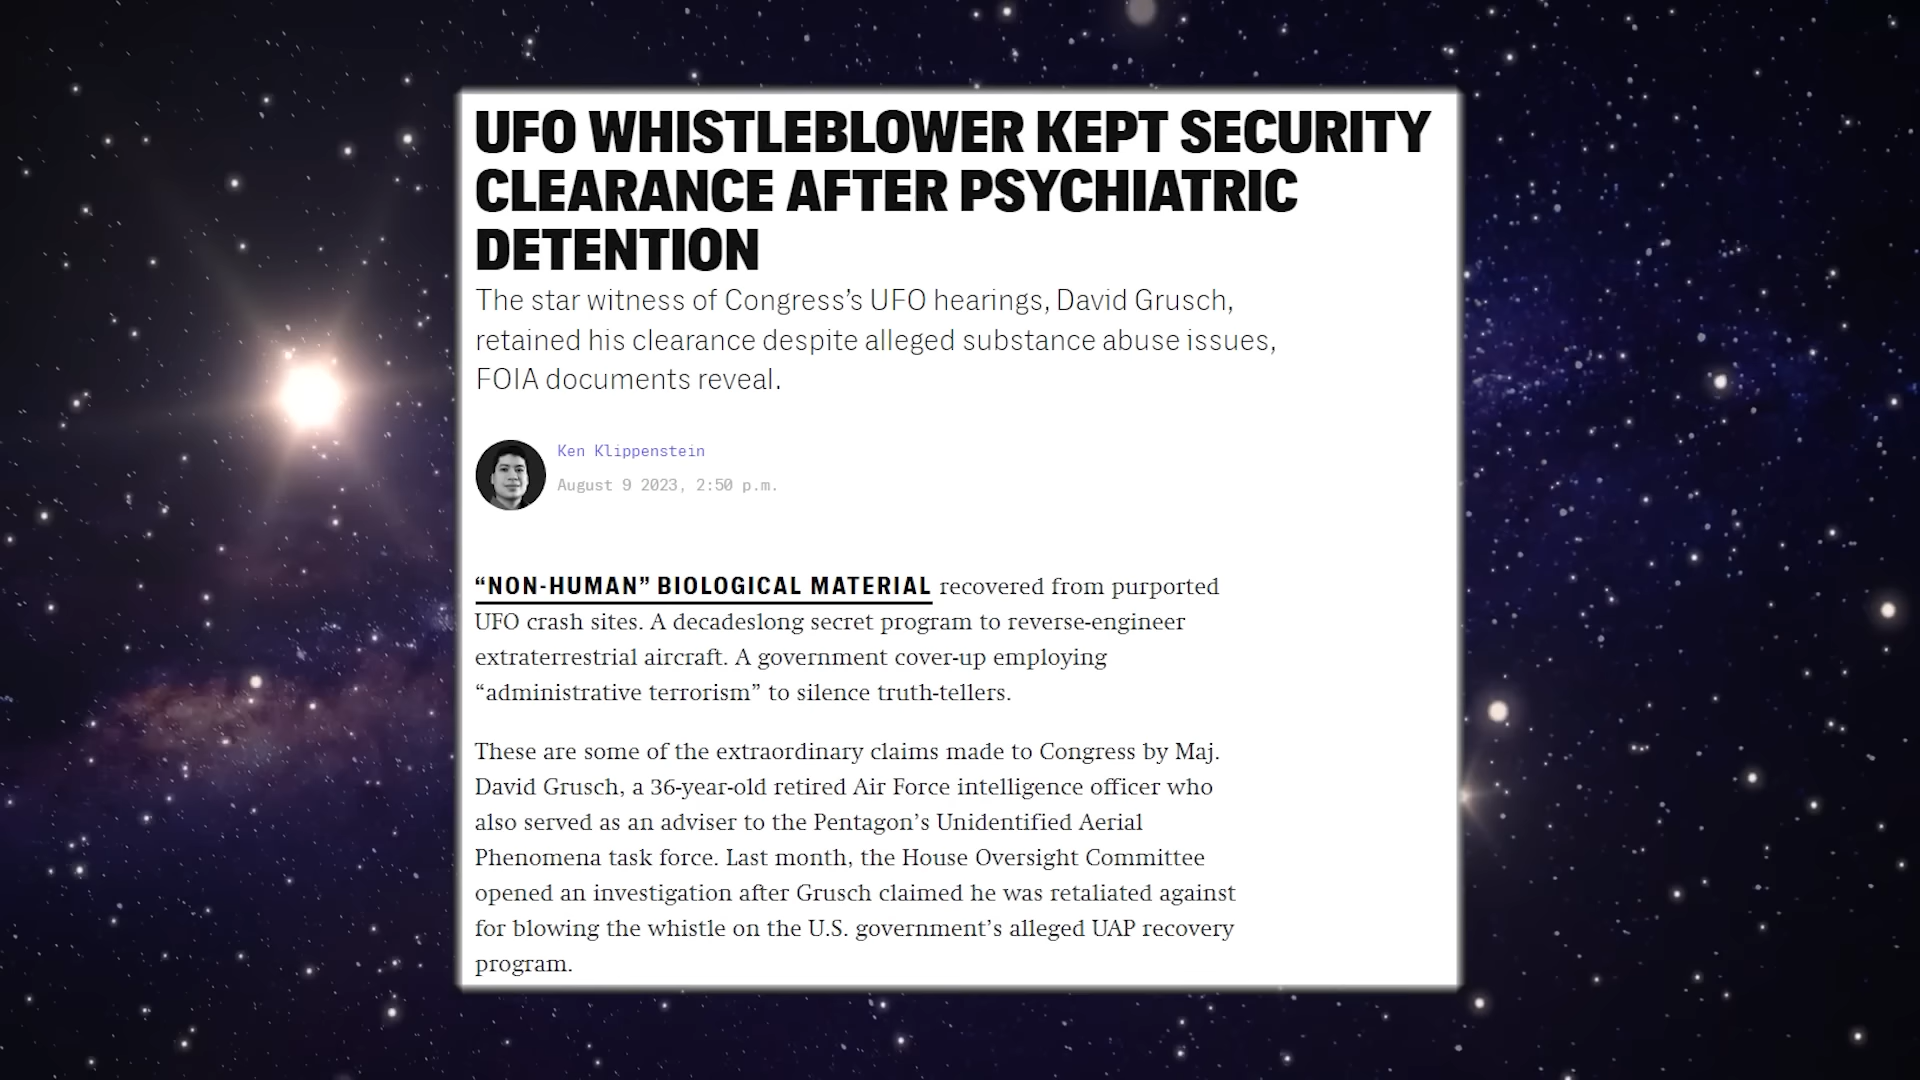 UFO WHISTLEBLOWER KEPT SECURITY
CLEARANCE AFTER PSYCHIATRIC
DETENTION
The star witness of Congress’s UFO hearings, David Grusch,
retained his clearance despite alleged substance abuse issues,
FOIA documents reveal.
Ken Klippenstein
August 9 2023, 2:50 p.m.
“NON-HUMAN” BIOLOGICAL MATERIAL recovered from purported
UFO crash sites. A decadeslong secret program to reverse-engineer
extraterrestrial aircraft. A government cover-up employing
“administrative terrorism” to silence truth-tellers.
These are some of the extraordinary claims made to Congress by Maj.
David Grusch, a 36-year-old retired Air Force intelligence officer who
also served as an adviser to the Pentagon’s Unidentified Aerial
Phenomena task force. Last month, the House Oversight Committee
opened an investigation after Grusch claimed he was retaliated against
for blowing the whistle on the U.S. government’s alleged UAP recovery
program.